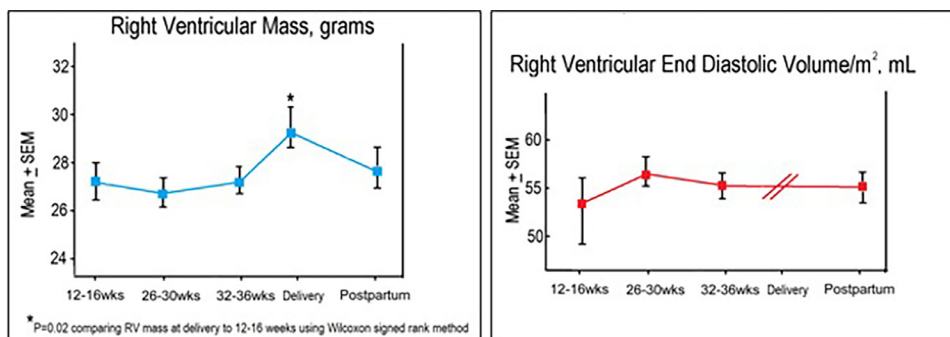 Right Ventricular Mass, grams
32
30
28
26
24
Mean ± SEM
*
12-16wks 26-30wks 32-36wks Delivery Postpartum
*P=0.02 comparing RV mass at delivery to 12-16 weeks using Wilcoxon signed rank method
Right Ventricular End Diastolic Volume/m², mL
60
55
50
Mean ± SEM
12-16wks 26-30wks 32-36wks Delivery Postpartum